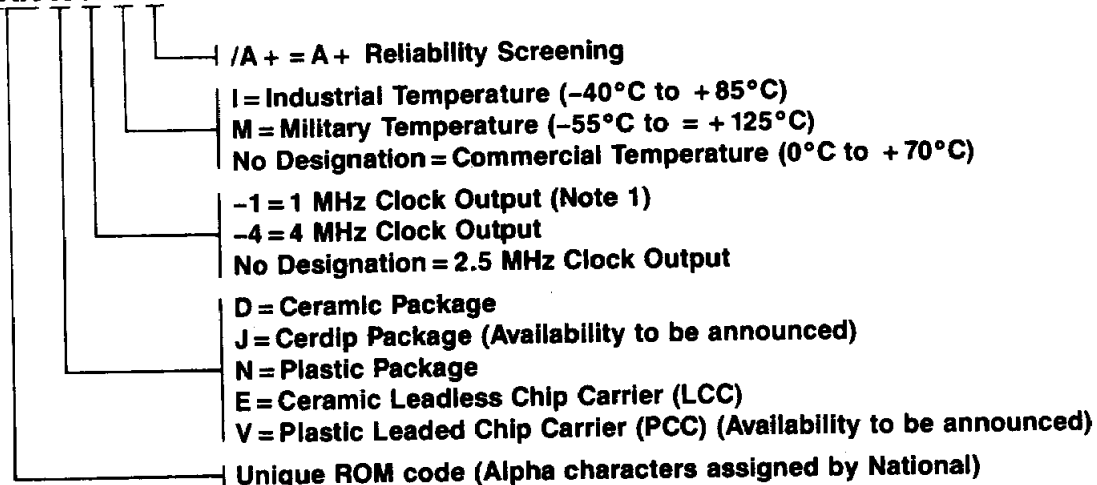 /A+ = A+ Reliability Screening
I = Industrial Temperature (–40°C to +85°C)
M = Military Temperature (–55°C to = +125°C)
No Designation = Commercial Temperature (0°C to +70°C)
–1 = 1 MHz Clock Output (Note 1)
–4 = 4 MHz Clock Output
No Designation = 2.5 MHz Clock Output
D = Ceramic Package
J = Cerdip Package (Availability to be announced)
N = Plastic Package
E = Ceramic Leadless Chip Carrier (LCC)
V = Plastic Leaded Chip Carrier (PCC) (Availability to be announced)
Unique ROM code (Alpha characters assigned by National)